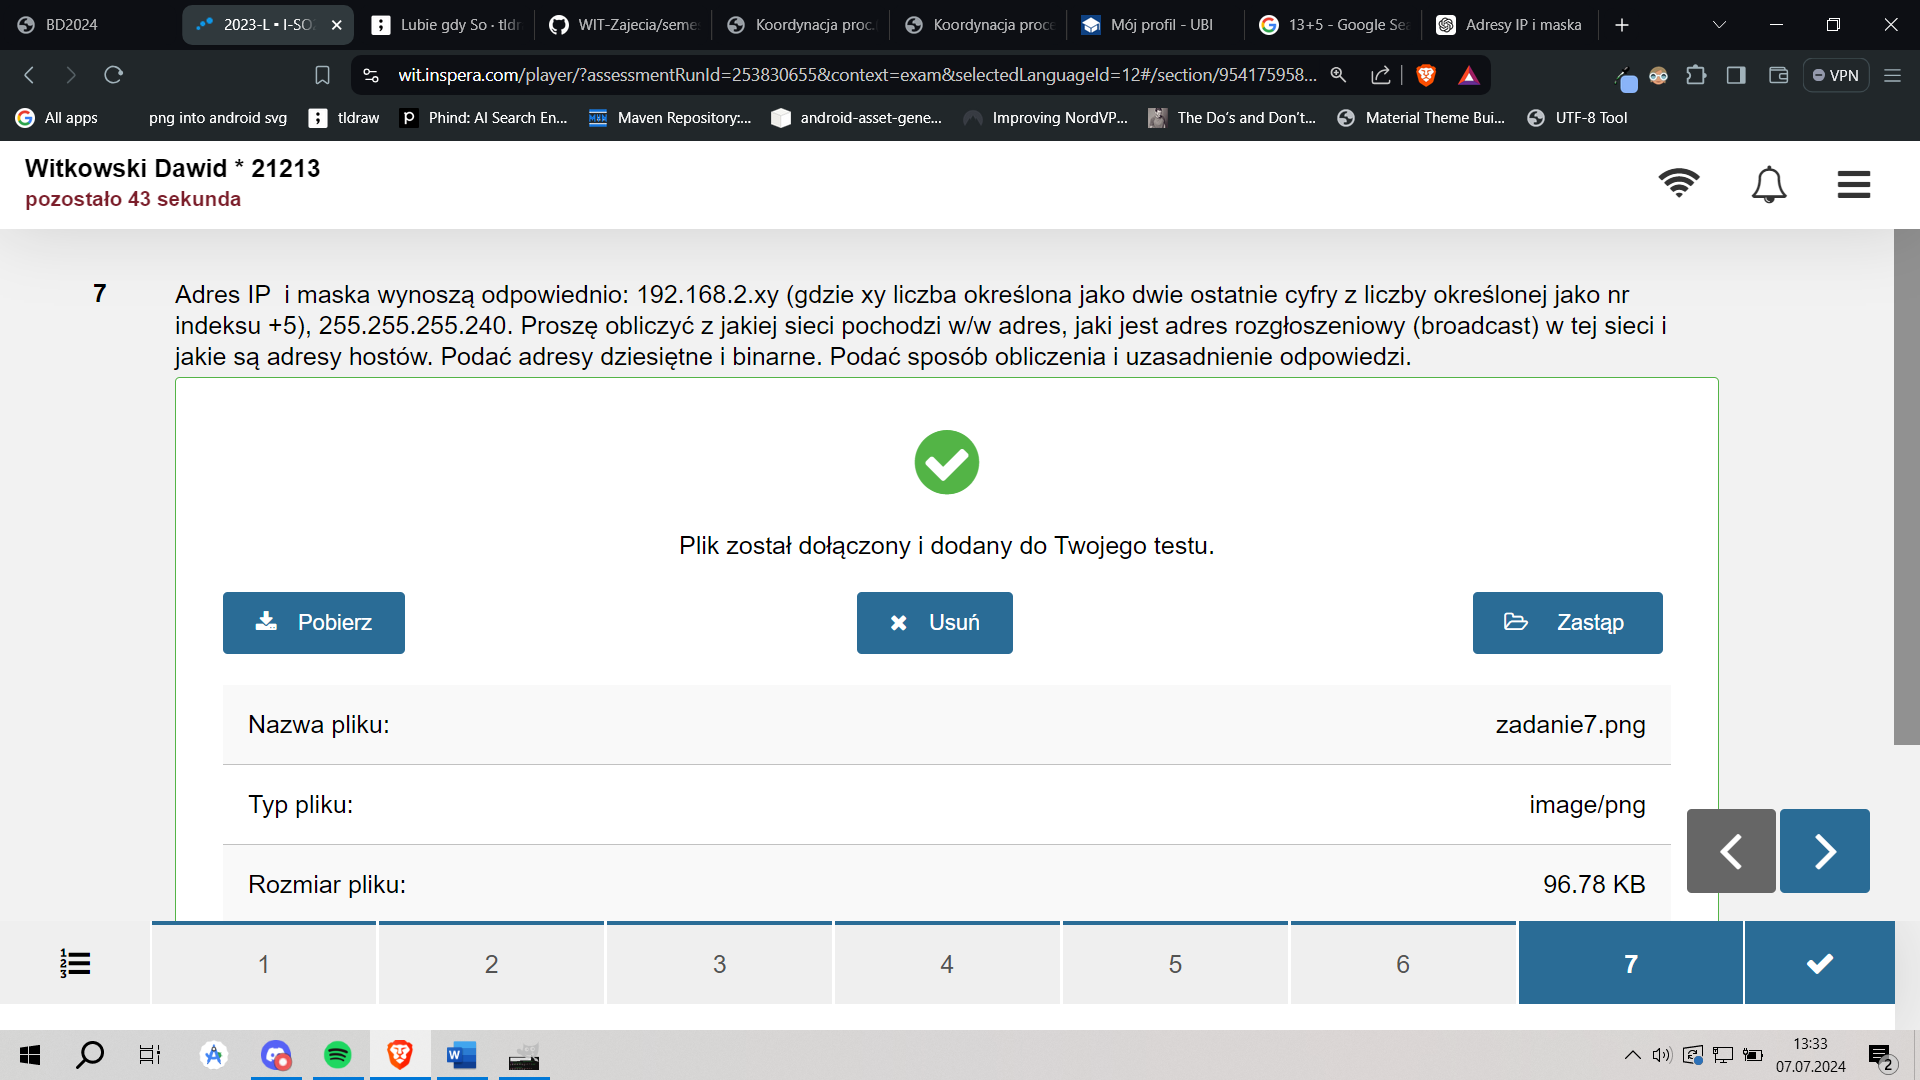 BD2024
2023-L • I-SO
Lubie gdy So · tldr
WIT-Zajecia/seme
Koordynacja proc.
Koordynacja proce
Mój profil - UBI
13+5 - Google Se
Adresy IP i maska
wit.inspera.com/player/?assessmentRunId=253830655&context=exam&selectedLanguageId=12#/section/954175958...
VPN
All apps
png into android svg
tldraw
Phind: AI Search En...
Maven Repository:...
android-asset-gene...
Improving NordVP...
The Do's and Don't...
Material Theme Bui...
UTF-8 Tool
Witkowski Dawid * 21213
pozostało 43 sekunda
7
Adres IP i maska wynoszą odpowiednio: 192.168.2.xy (gdzie xy liczba określona jako dwie ostatnie cyfry z liczby określonej jako nr
indeksu +5), 255.255.255.240. Proszę obliczyć z jakiej sieci pochodzi w/w adres, jaki jest adres rozgłoszeniowy (broadcast) w tej sieci i
jakie są adresy hostów. Podać adresy dziesiętne i binarne. Podać sposób obliczenia i uzasadnienie odpowiedzi.
Plik został dołączony i dodany do Twojego testu.
Pobierz
Usuń
Zastąp
Nazwa pliku:
zadanie7.png
Typ pliku:
image/png
Rozmiar pliku:
96.78 KB
1
2
3
4
5
6
7
13:33
07.07.2024
2